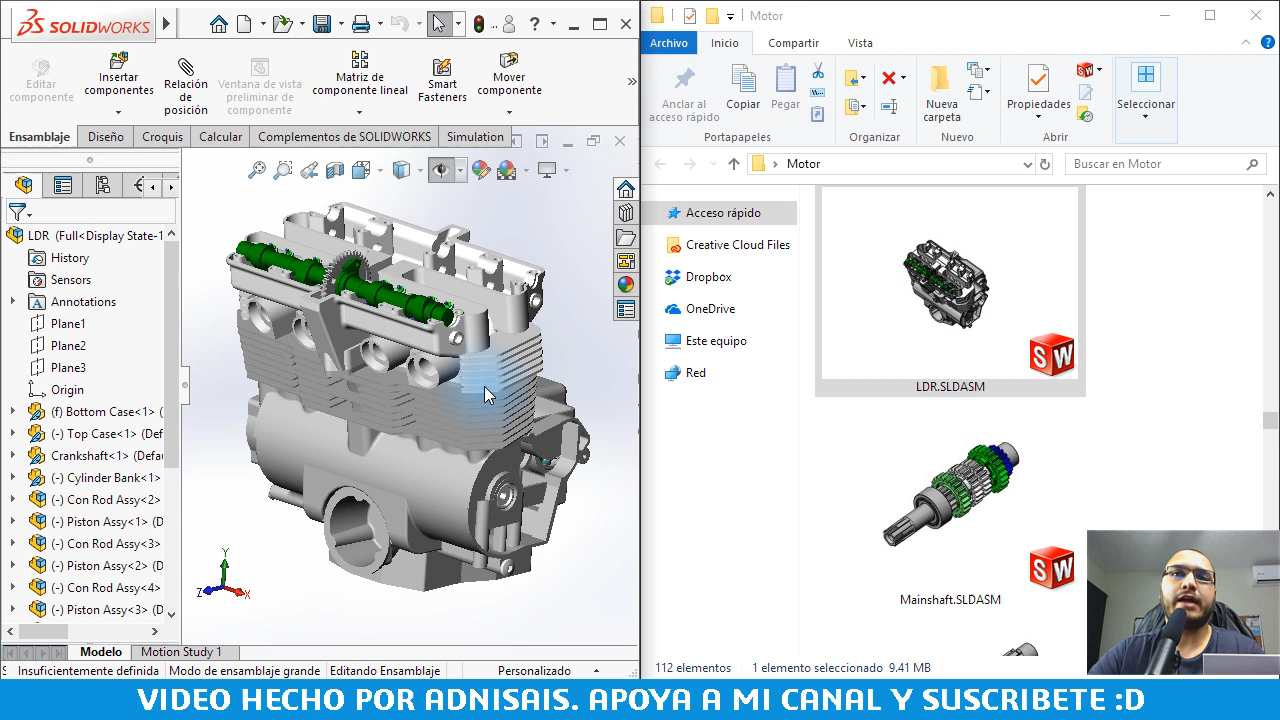 SOLIDWORKS
Editar
componente
Insertar
componentes
Relación
de
posición
Ventana de vista
preliminar de
componente
Matriz de
componente lineal
Smart
Fasteners
Mover
componente
Ensamblaje
Diseño
Croquis
Calcular
Complementos de SOLIDWORKS
Simulation
LDR (Full<Display State-1
History
Sensors
Annotations
Plane1
Plane2
Plane3
Origin
(f) Bottom Case<1> (
(-) Top Case<1> (Def
Crankshaft<1> (Defa
(-) Cylinder Bank<1>
(-) Con Rod Assy<2>
(-) Piston Assy<1> (D
(-) Con Rod Assy<3>
(-) Piston Assy<2> (D
(-) Con Rod Assy<4>
(-) Piston Assy<3> (D
Y
Z
X
Modelo
Motion Study 1
Insuficientemente definida
Modo de ensamblaje grande
Editando Ensamblaje
Personalizado
Motor
Archivo
Inicio
Compartir
Vista
Anclar al
acceso rápido
Copiar
Pegar
Nueva
carpeta
Propiedades
Seleccionar
Portapapeles
Organizar
Nuevo
Abrir
Motor
Buscar en Motor
Acceso rápido
Creative Cloud Files
Dropbox
OneDrive
Este equipo
Red
SW
LDR.SLDASM
SW
Mainshaft.SLDASM
112 elementos
1 elemento seleccionado 9.41 MB
VIDEO HECHO POR ADNISAIS. APOYA A MI CANAL Y SUSCRIBETE :D